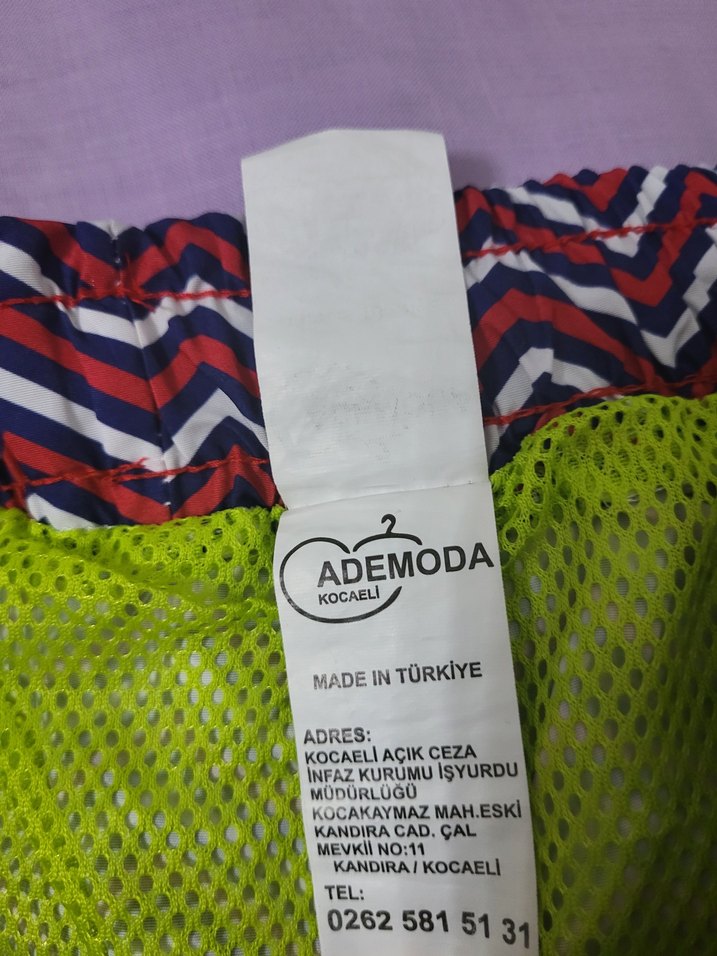 ADEMODA
KOCAELİ
MADE IN TÜRKİYE
ADRES:
KOCAELİ AÇIK CEZA
İNFAZ KURUMU İŞYURDU
MÜDÜRLÜĞÜ
KOCAKAYMAZ MAH.ESKİ
KANDIRA CAD. ÇAL
MEVKİİ NO:11
KANDIRA / KOCAELİ
TEL:
0262 581 51 31